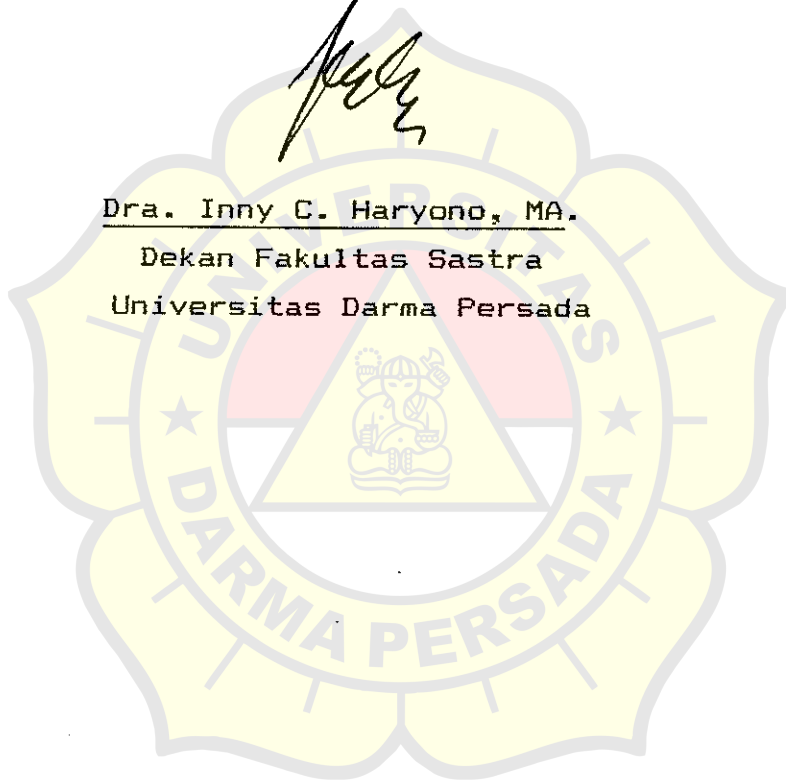 Dra. Inny C. Haryono, MA.
Dekan Fakultas Sastra
Universitas Darma Persada
UNIVERSITAS
DARMA PERSADA